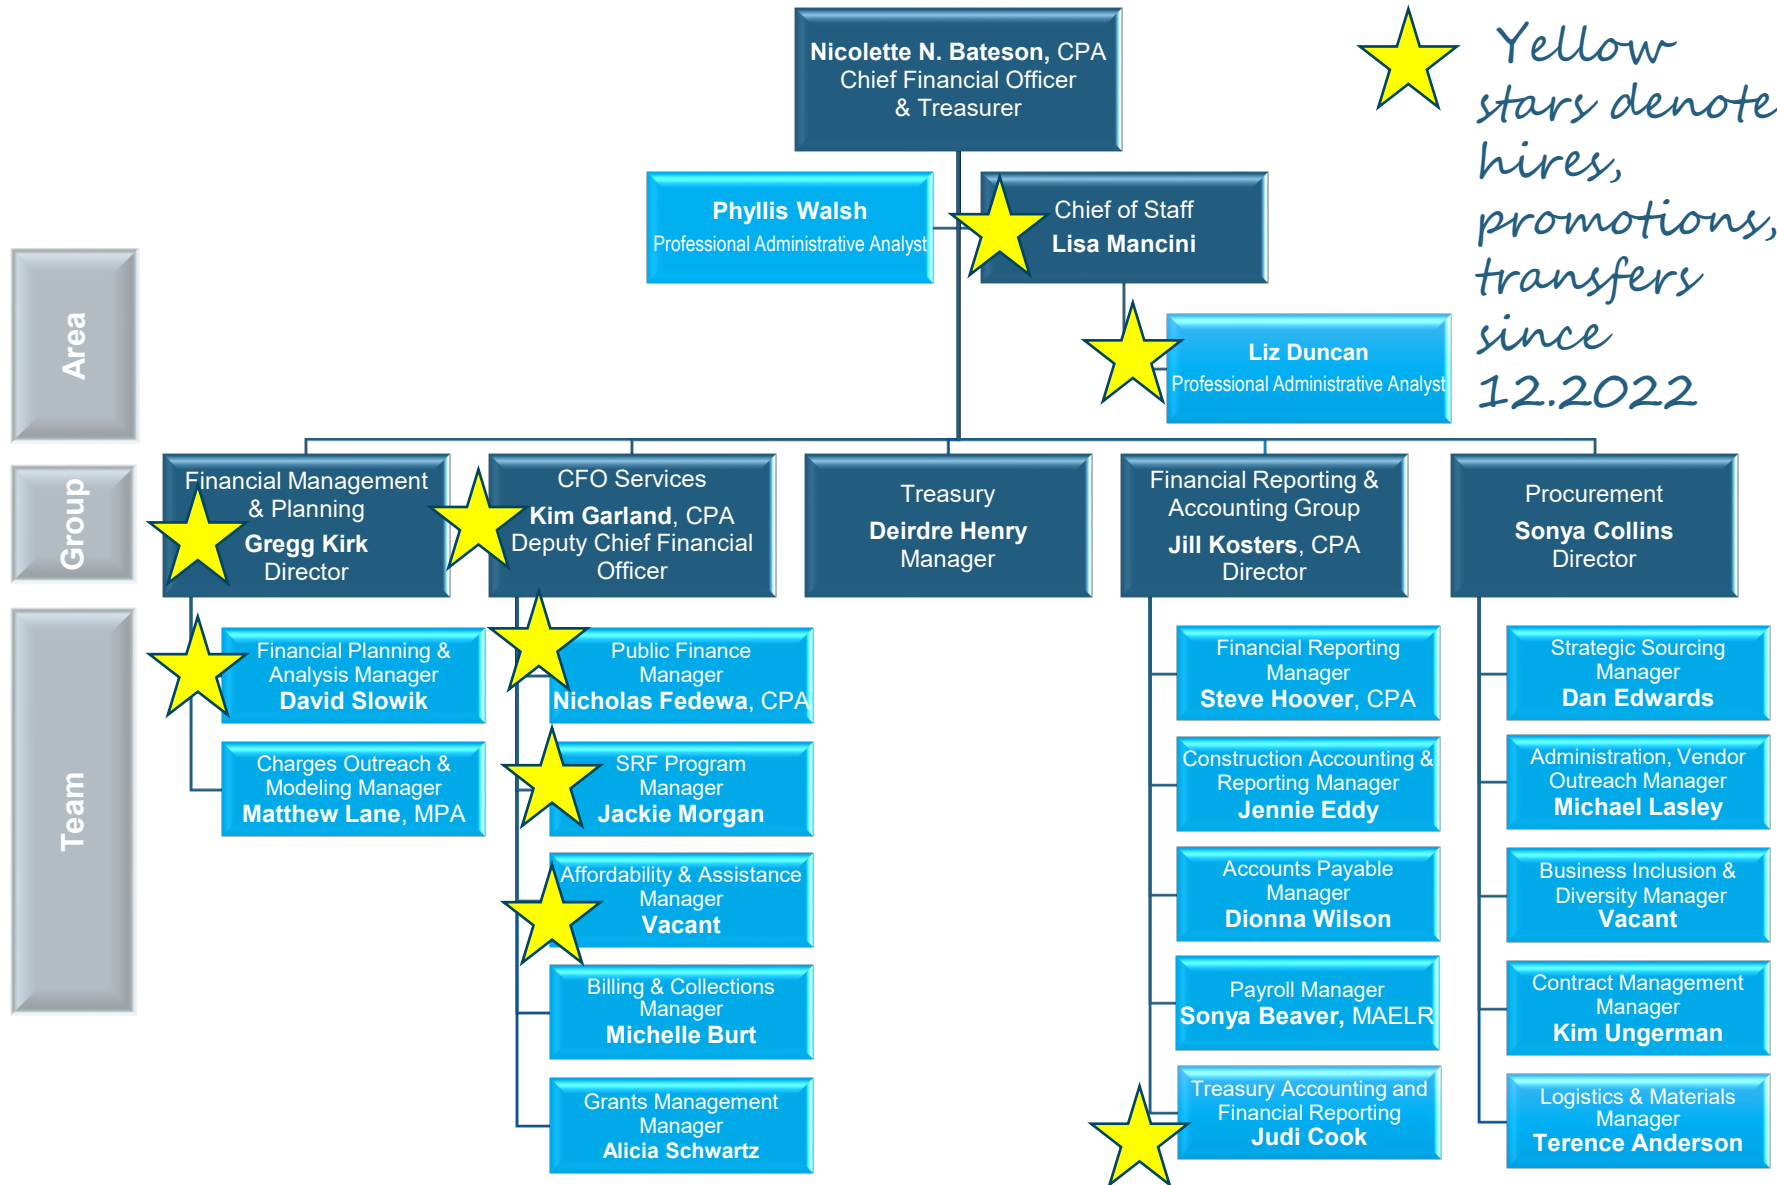 Nicolette N. Bateson, CPA
Chief Financial Officer
& Treasurer
Yellow
stars denote
hires,
promotions,
transfers
since
12.2022
Phyllis Walsh
Professional Administrative Analyst
Chief of Staff
Lisa Mancini
Liz Duncan
Professional Administrative Analyst
Area
Group
Team
Financial Management
& Planning
Gregg Kirk
Director
CFO Services
Kim Garland, CPA
Deputy Chief Financial
Officer
Treasury
Deirdre Henry
Manager
Financial Reporting &
Accounting Group
Jill Kosters, CPA
Director
Procurement
Sonya Collins
Director
Financial Planning &
Analysis Manager
David Slowik
Charges Outreach &
Modeling Manager
Matthew Lane, MPA
Public Finance
Manager
Nicholas Fedewa, CPA
SRF Program
Manager
Jackie Morgan
Affordability & Assistance
Manager
Vacant
Billing & Collections
Manager
Michelle Burt
Grants Management
Manager
Alicia Schwartz
Financial Reporting
Manager
Steve Hoover, CPA
Construction Accounting &
Reporting Manager
Jennie Eddy
Accounts Payable
Manager
Dionna Wilson
Payroll Manager
Sonya Beaver, MAELR
Treasury Accounting and
Financial Reporting
Judi Cook
Strategic Sourcing
Manager
Dan Edwards
Administration, Vendor
Outreach Manager
Michael Lasley
Business Inclusion &
Diversity Manager
Vacant
Contract Management
Manager
Kim Ungerman
Logistics & Materials
Manager
Terence Anderson